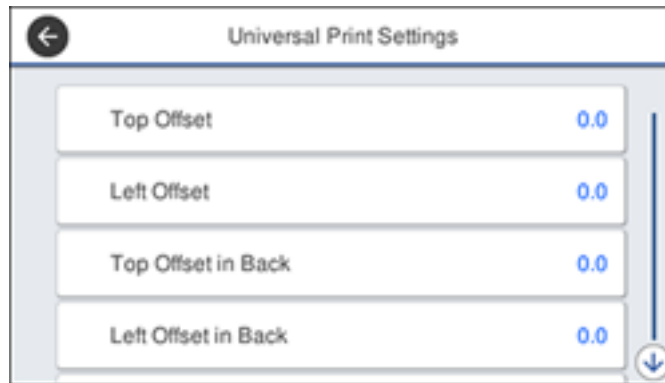 Universal Print Settings
Top Offset 0.0
Left Offset 0.0
Top Offset in Back 0.0
Left Offset in Back 0.0